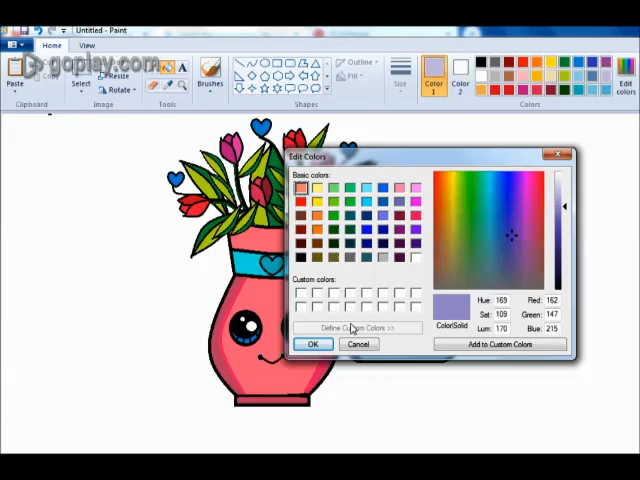 Untitled - Paint
Home
View
goplay.com
Paste
Select
Resize
Rotate
Brushes
Outline
Fill
Size
Color 1
Color 2
Edit colors
Clipboard
Image
Tools
Shapes
Colors
Edit Colors
Basic colors:
Custom colors:
Define Custom Colors >>
OK
Cancel
Color|Solid
Hue: 169
Sat: 109
Lum: 170
Red: 162
Green: 147
Blue: 215
Add to Custom Colors